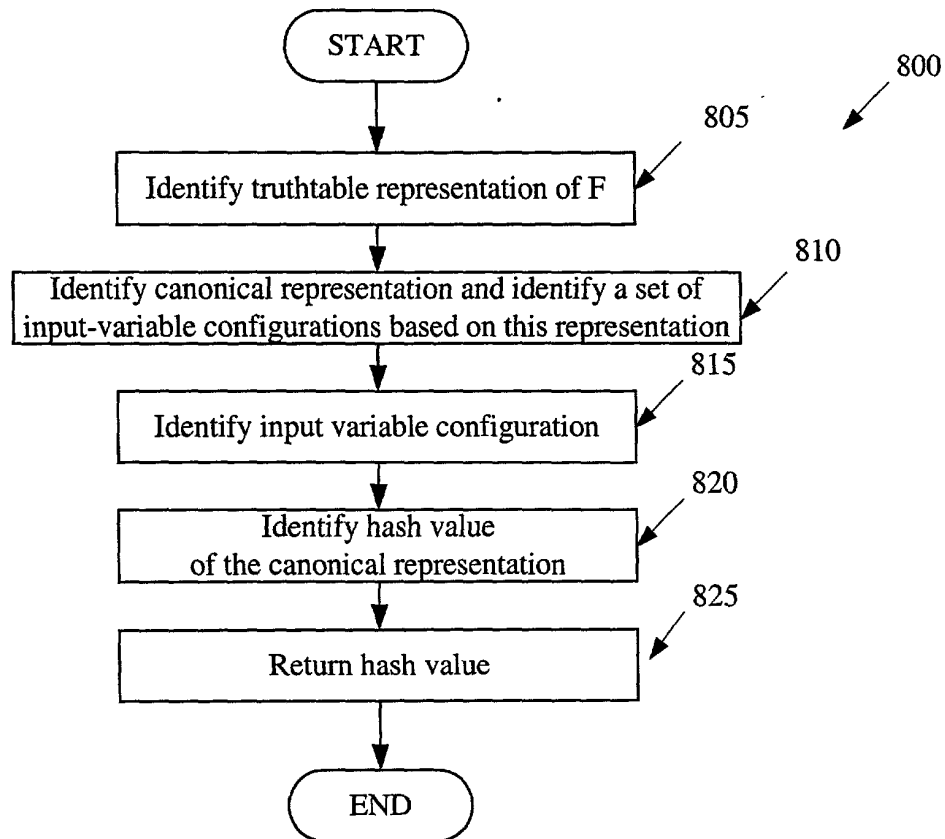 START
800
805
Identify truthtable representation of F
810
Identify canonical representation and identify a set of
input-variable configurations based on this representation
815
Identify input variable configuration
820
Identify hash value
of the canonical representation
825
Return hash value
END